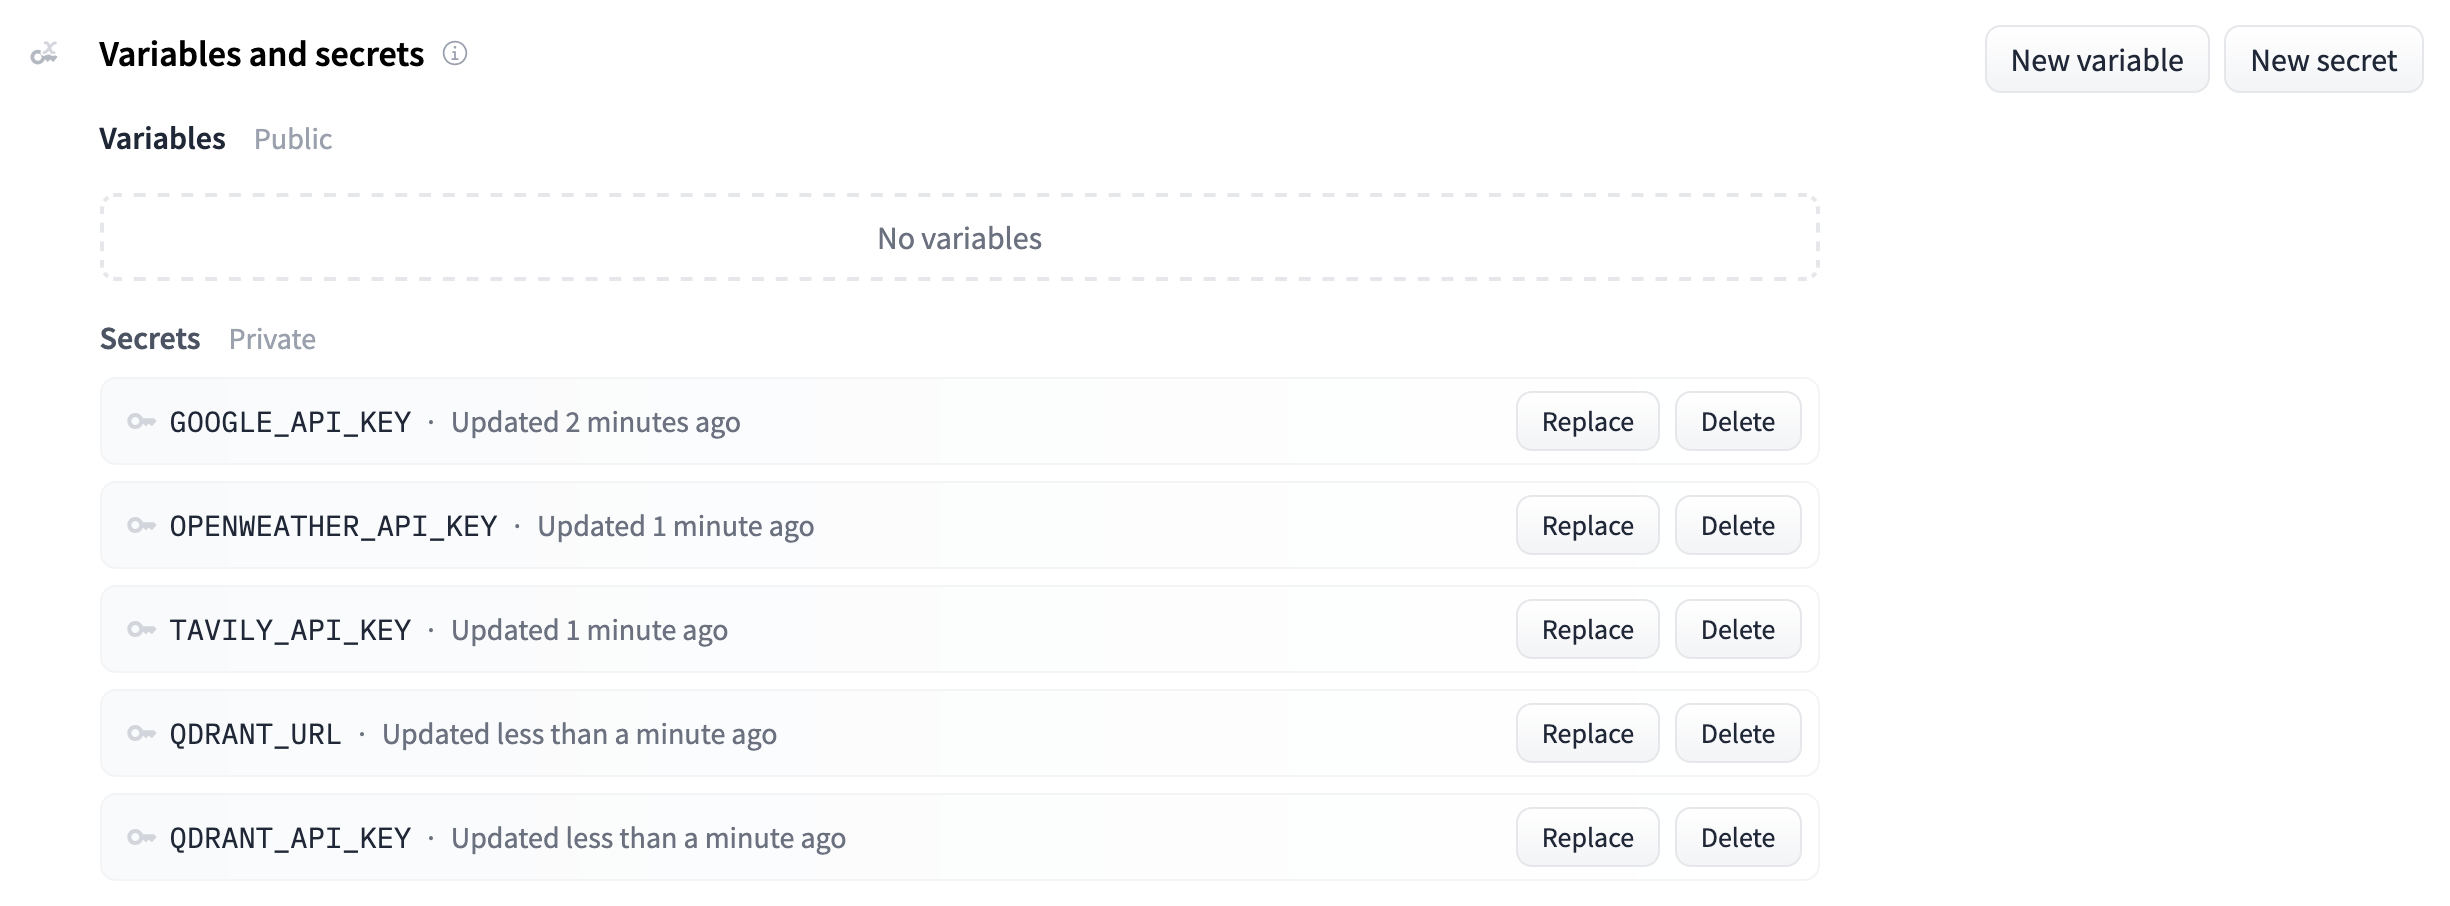 Variables and secrets
New variable
New secret
Variables Public
No variables
Secrets Private
GOOGLE_API_KEY · Updated 2 minutes ago Replace Delete
OPENWEATHER_API_KEY · Updated 1 minute ago Replace Delete
TAVILY_API_KEY · Updated 1 minute ago Replace Delete
QDRANT_URL · Updated less than a minute ago Replace Delete
QDRANT_API_KEY · Updated less than a minute ago Replace Delete